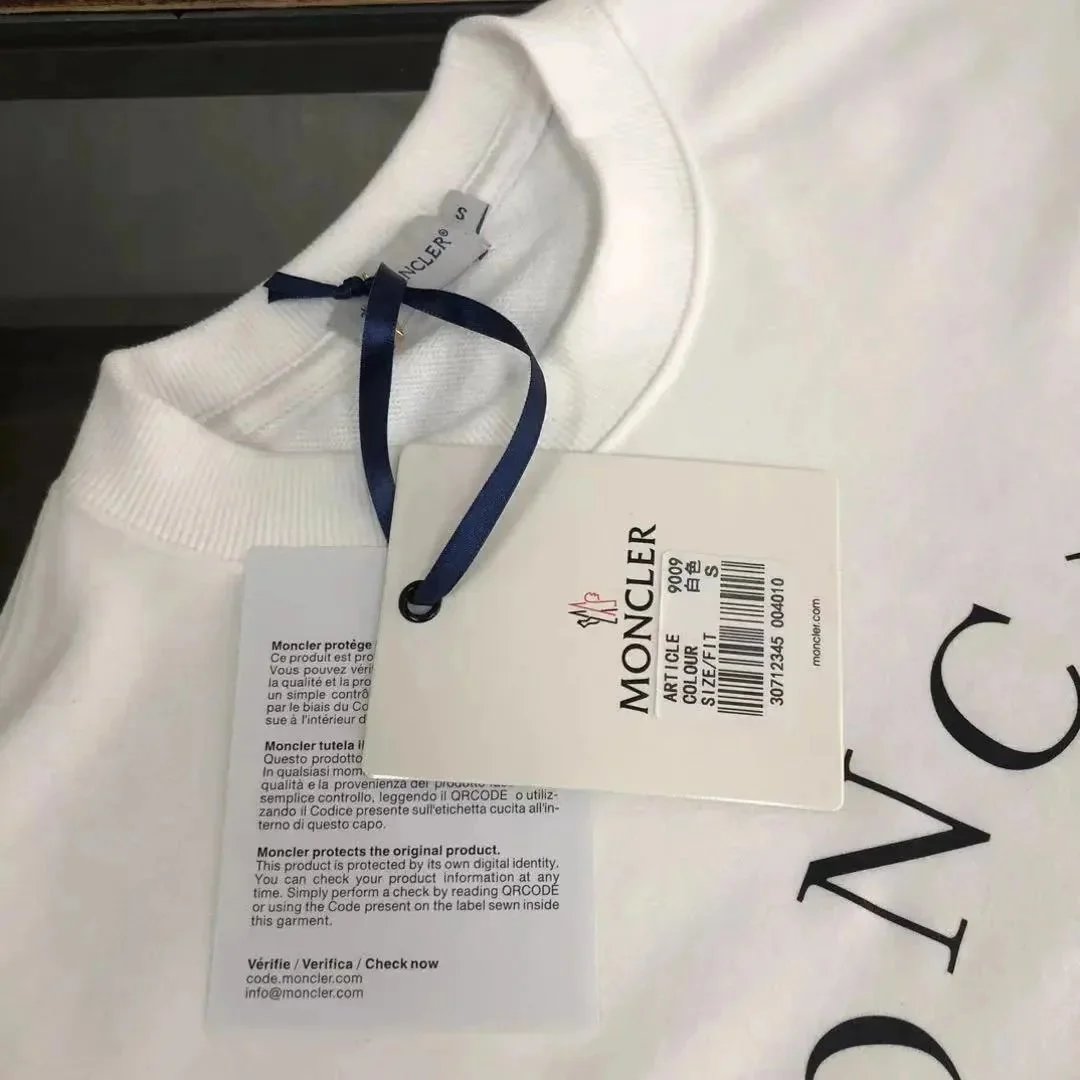 S
NCLER®
MONCLER
ARTICLE 9009
COLOUR 白色
SIZE/FIT S
30712345 004010
moncler.com
Moncler protège
Ce produit est pro
Vous pouvez véri
la qualité et la pro
un simple contrô
par le biais du Co
sue à l'intérieur d
Moncler tutela il
Questo prodotto
In qualsiasi mom
qualità e la provenienza del prodotto
semplice controllo, leggendo il QRCODE o utiliz-
zando il Codice presente sull'etichetta cucita all'in-
terno di questo capo.
Moncler protects the original product.
This product is protected by its own digital identity.
You can check your product information at any
time. Simply perform a check by reading QRCODE
or using the Code present on the label sewn inside
this garment.
Vérifie / Verifica / Check now
code.moncler.com
info@moncler.com
ONC